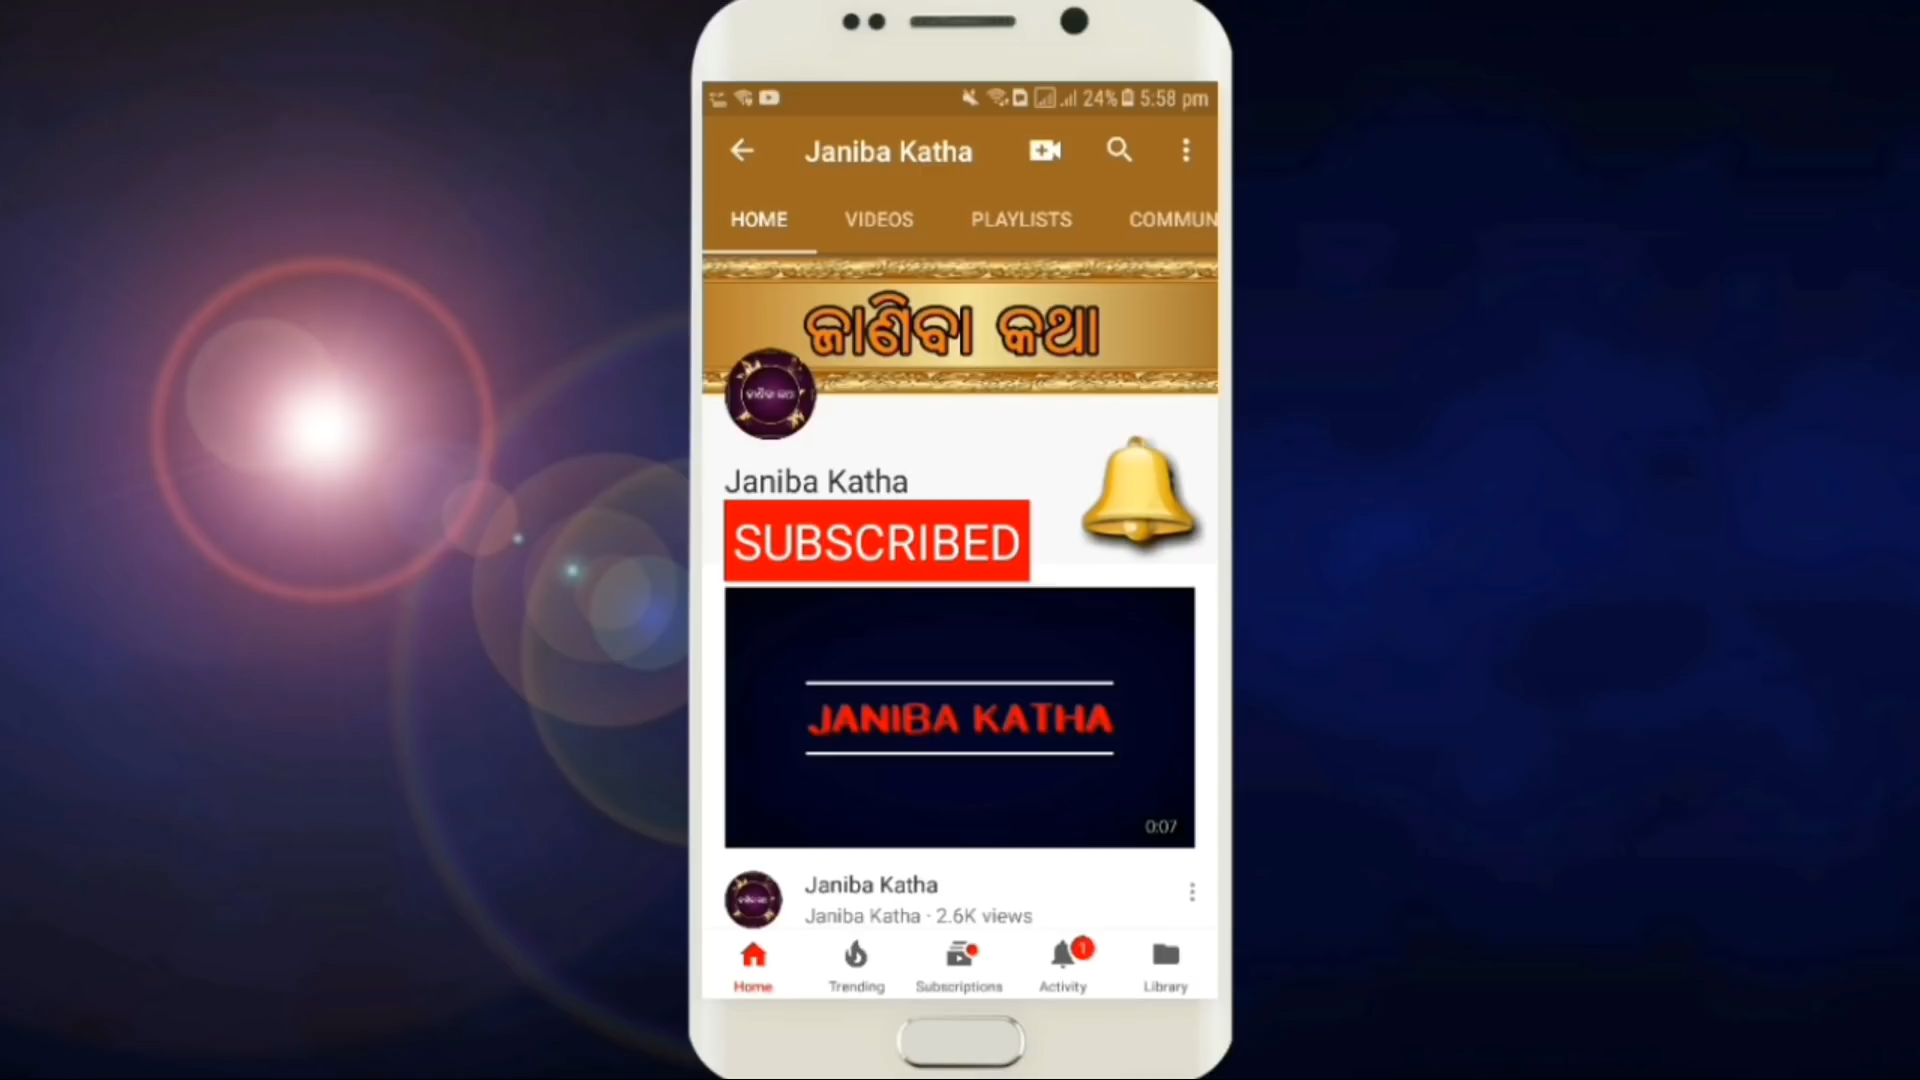 24% 5:58 pm
Janiba Katha
HOME VIDEOS PLAYLISTS COMMUN
ଜାଣିବା କଥା
Janiba Katha
SUBSCRIBED
JANIBA KATHA
0:07
Janiba Katha
Janiba Katha · 2.6K views
1
Home Trending Subscriptions Activity Library